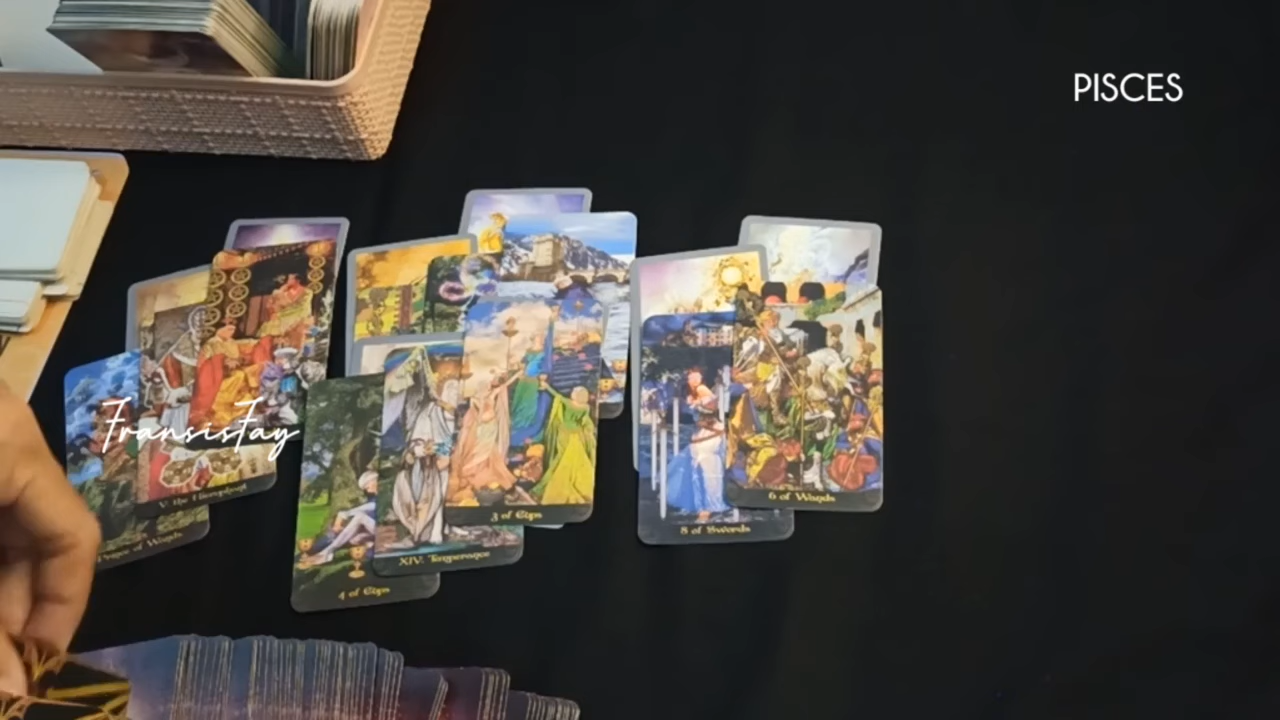 PISCES
FransisFay
V. the Hierophant
3 of Cups
6 of Wands
8 of Swords
XIV. Temperance
4 of Cups
of Wands